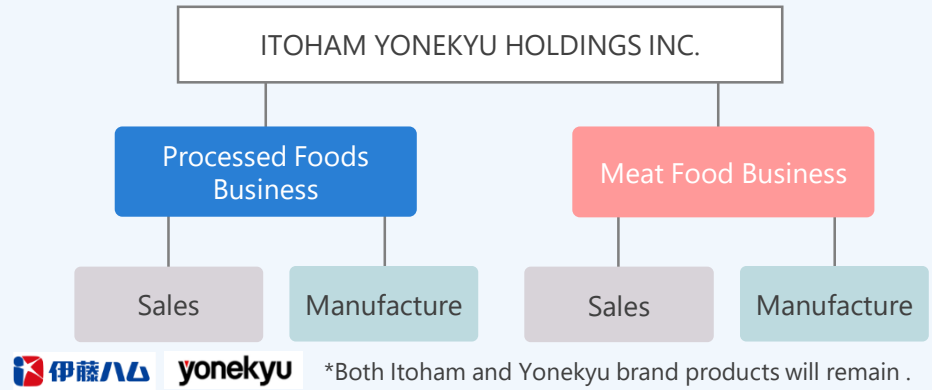 ITOHAM YONEKYU HOLDINGS INC.
Processed Foods
Business
Meat Food Business
Sales
Manufacture
Sales
Manufacture
伊藤ハム
yonekyu
*Both Itoham and Yonekyu brand products will remain .